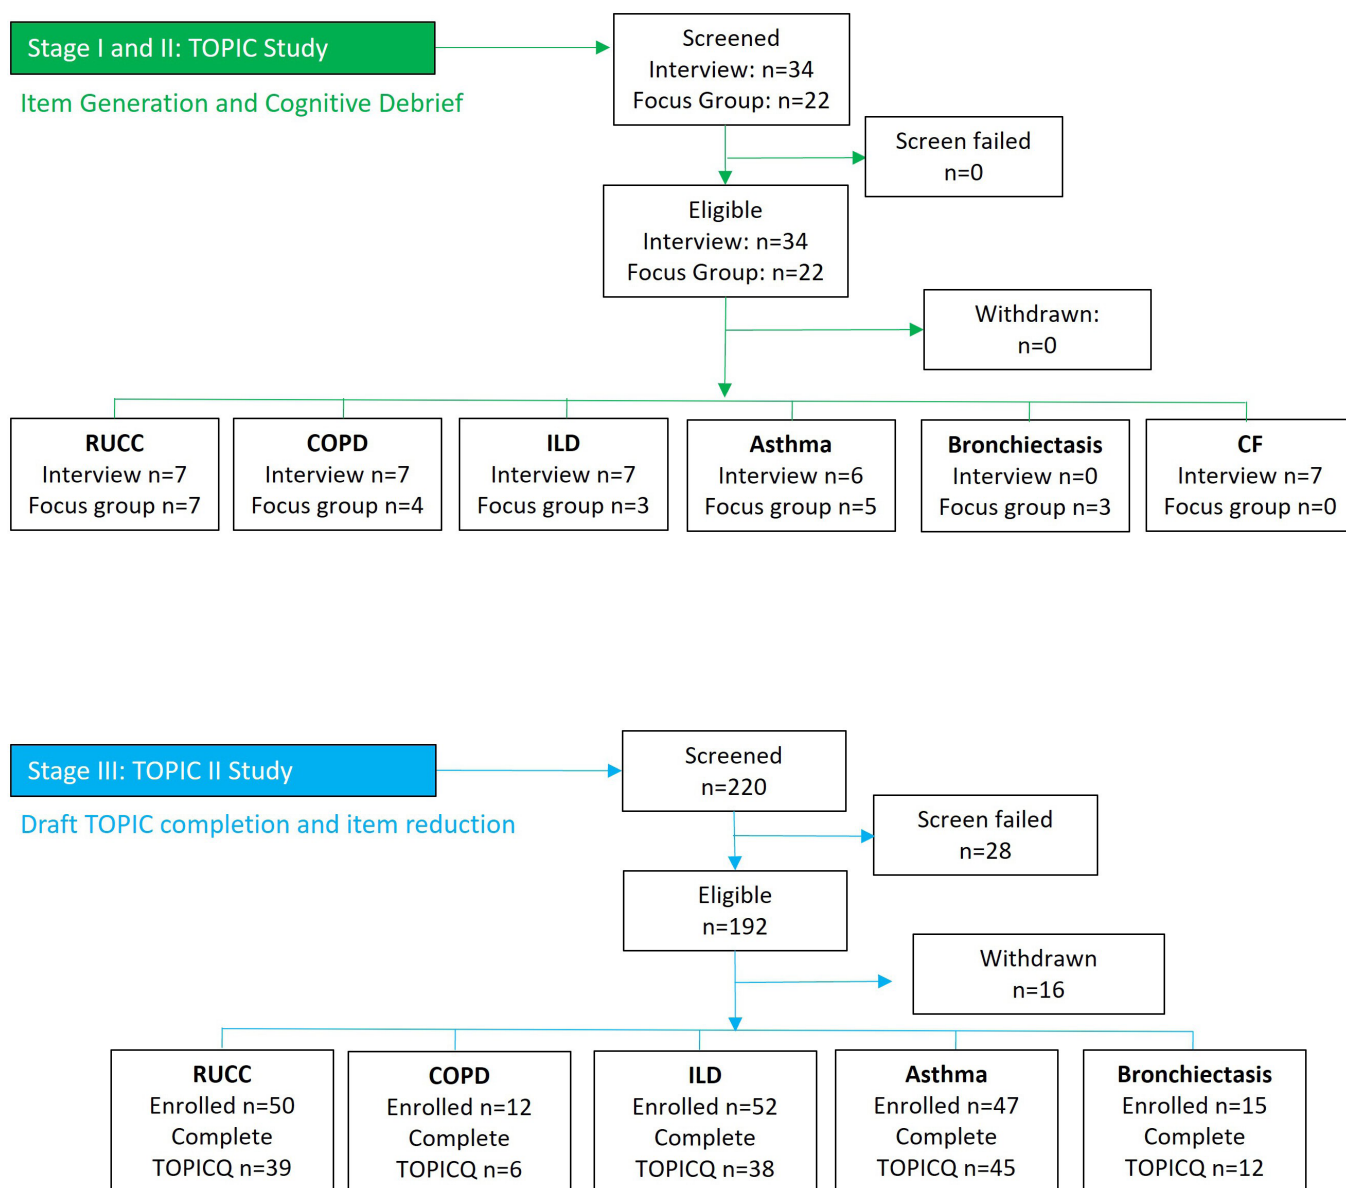 Stage I and II: TOPIC Study
Item Generation and Cognitive Debrief
Screened
Interview: n=34
Focus Group: n=22
Screen failed
n=0
Eligible
Interview: n=34
Focus Group: n=22
Withdrawn:
n=0
RUCC
Interview n=7
Focus group n=7
COPD
Interview n=7
Focus group n=4
ILD
Interview n=7
Focus group n=3
Asthma
Interview n=6
Focus group n=5
Bronchiectasis
Interview n=0
Focus group n=3
CF
Interview n=7
Focus group n=0
Stage III: TOPIC II Study
Draft TOPIC completion and item reduction
Screened
n=220
Screen failed
n=28
Eligible
n=192
Withdrawn
n=16
RUCC
Enrolled n=50
Complete
TOPICQ n=39
COPD
Enrolled n=12
Complete
TOPICQ n=6
ILD
Enrolled n=52
Complete
TOPICQ n=38
Asthma
Enrolled n=47
Complete
TOPICQ n=45
Bronchiectasis
Enrolled n=15
Complete
TOPICQ n=12